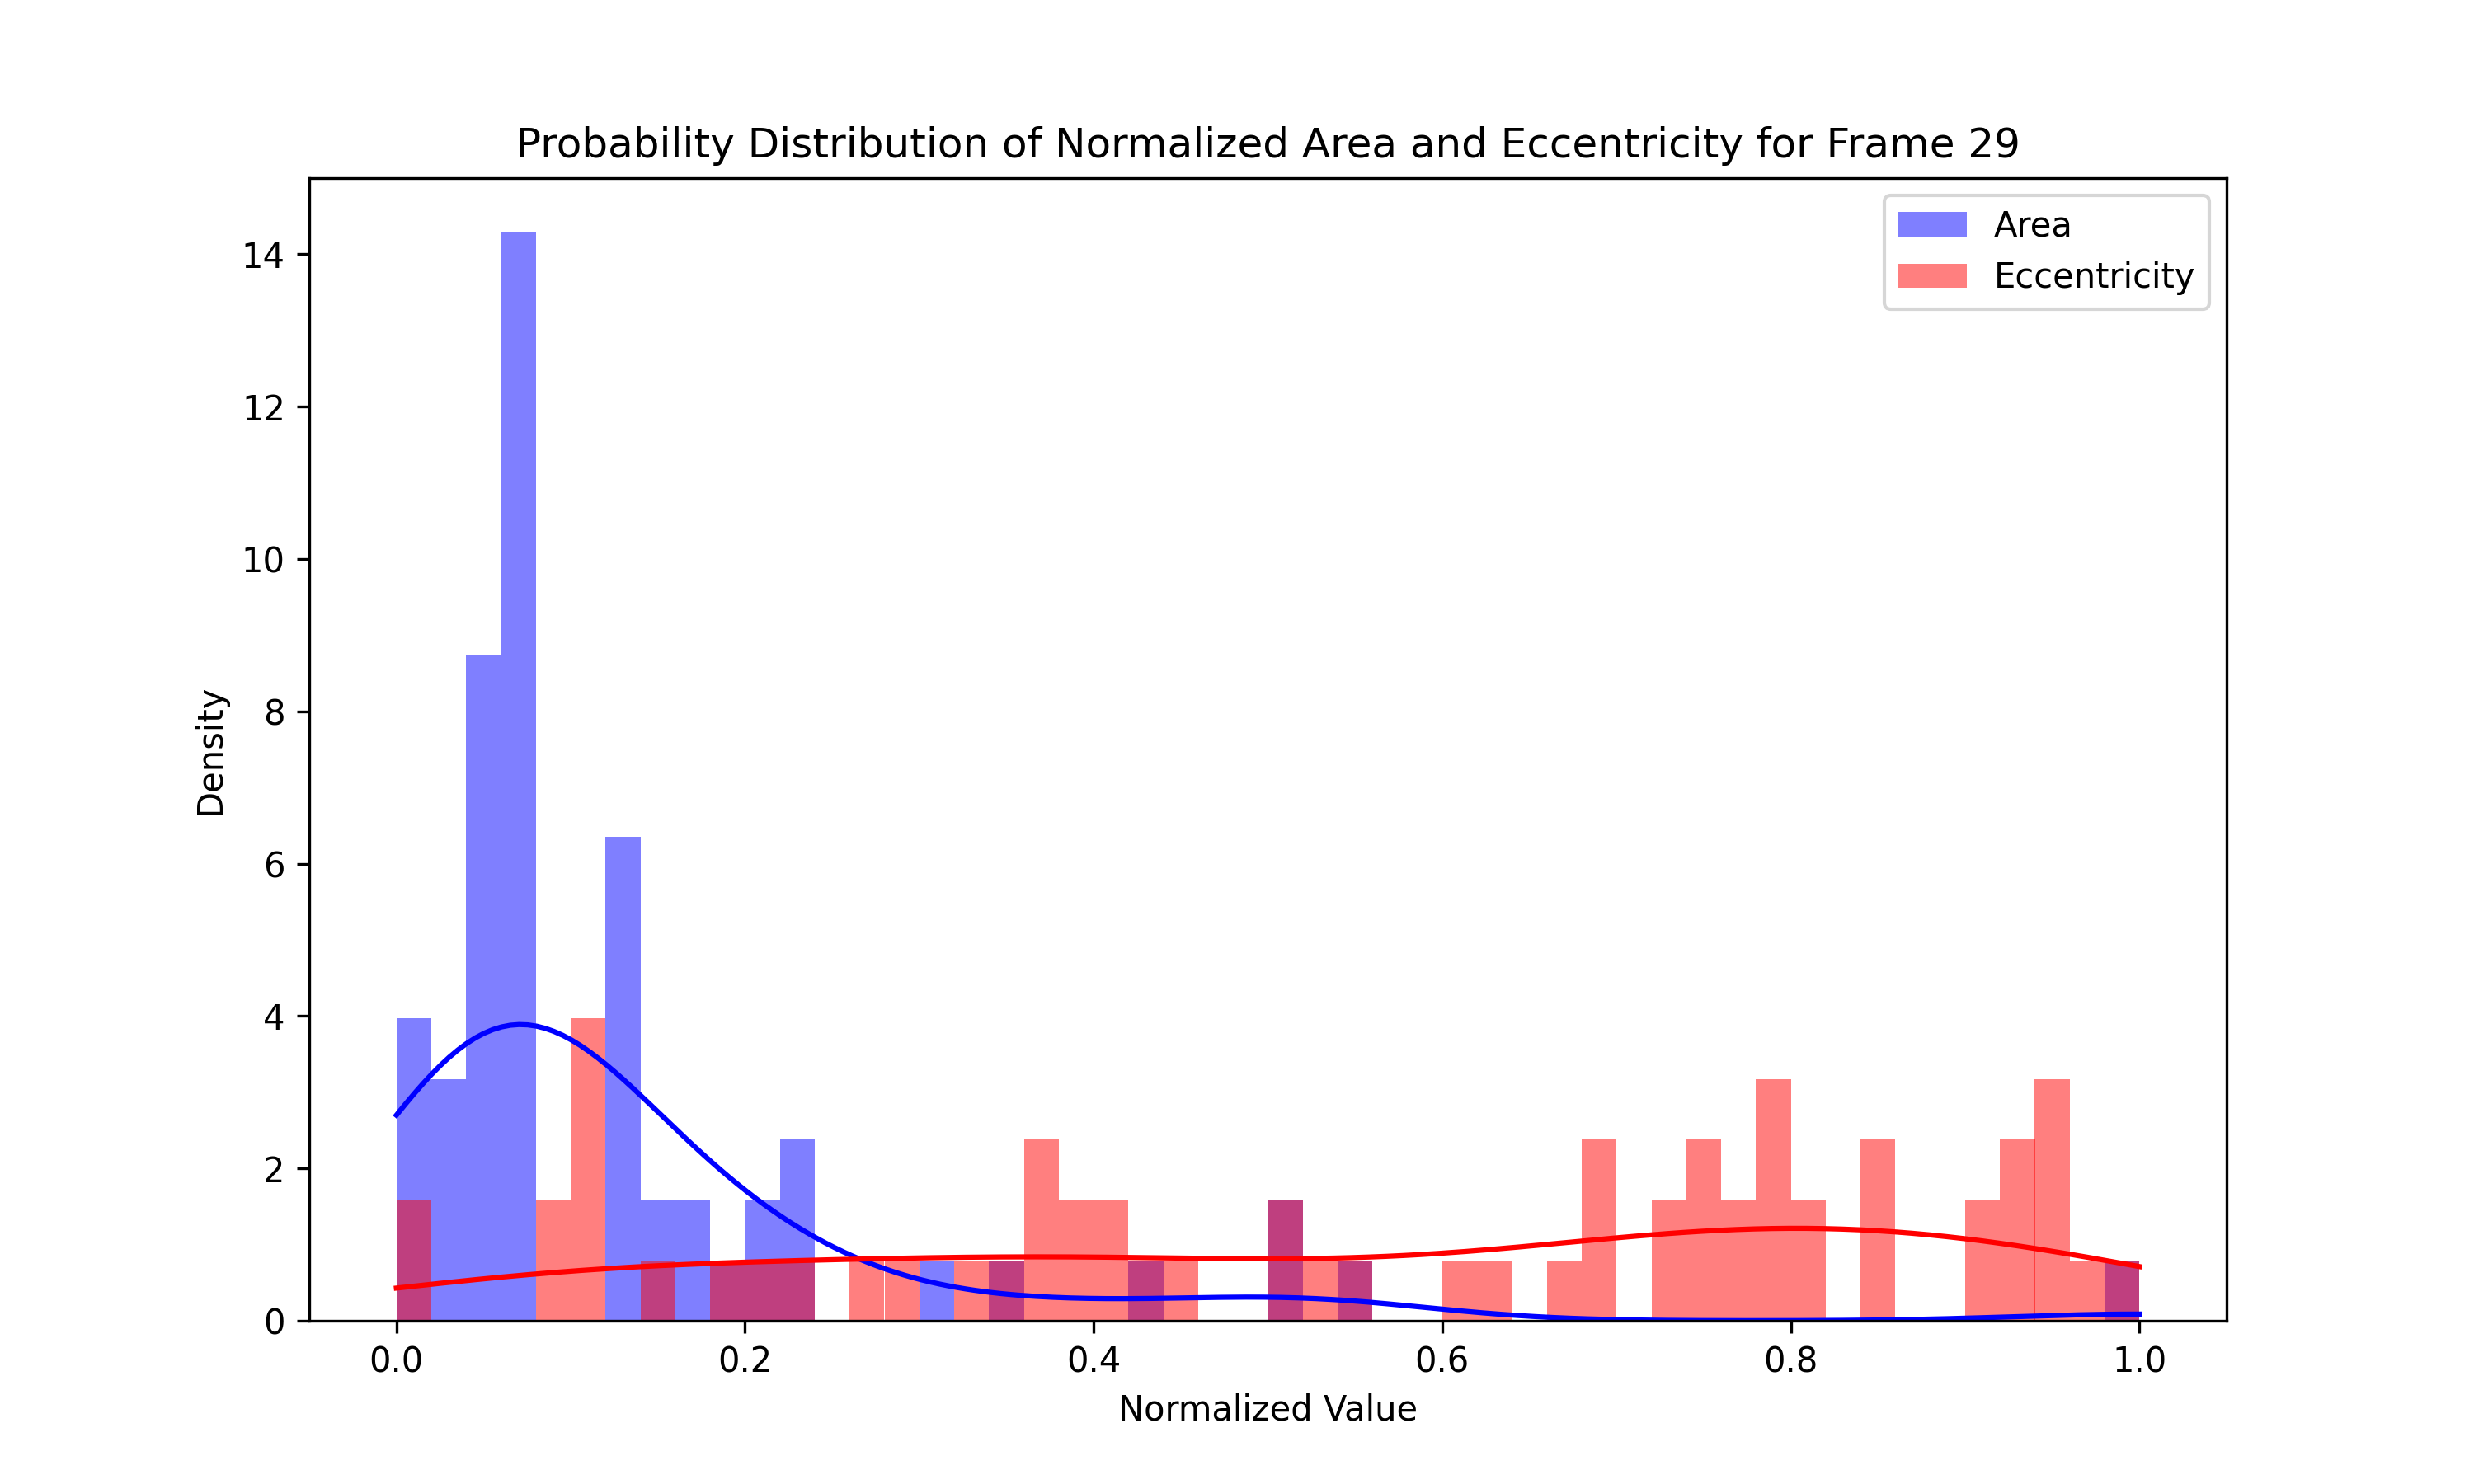 Probability Distribution of Normalized Area and Eccentricity for Frame 29
Area
Eccentricity
14
12
10
8
6
4
2
0
Density
0.0 0.2 0.4 0.6 0.8 1.0
Normalized Value